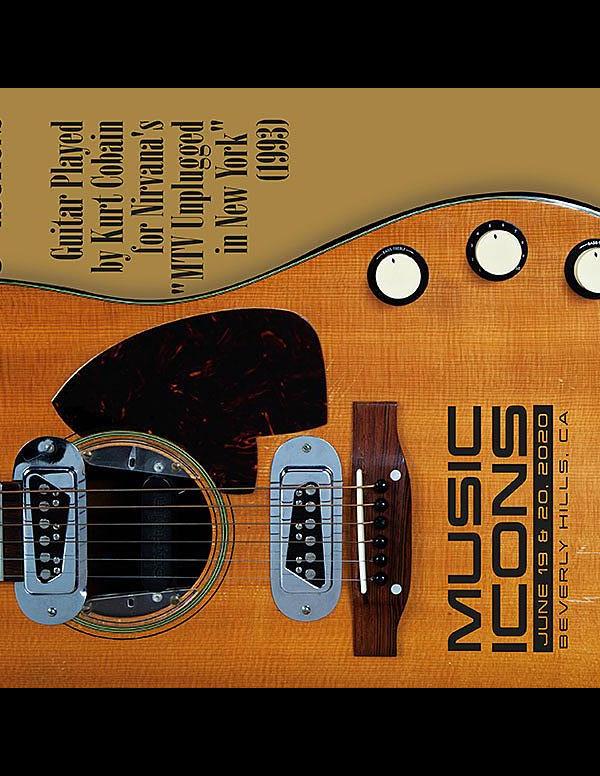 Guitar Played
by Kurt Cobain
for Nirvana's
"MTV Unplugged
in New York"
(1993)
MUSIC
ICONS
JUNE 19 & 20, 2020
BEVERLY HILLS, CA